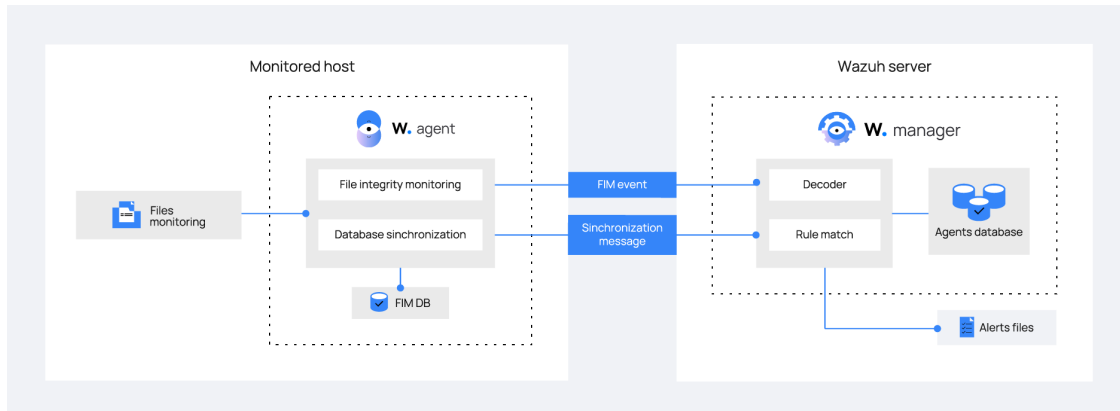 Monitored host
W. agent
File integrity monitoring
Database sinchronization
Files
monitoring
FIM DB
FIM event
Sinchronization
message
Wazuh server
W. manager
Decoder
Rule match
Agents database
Alerts files